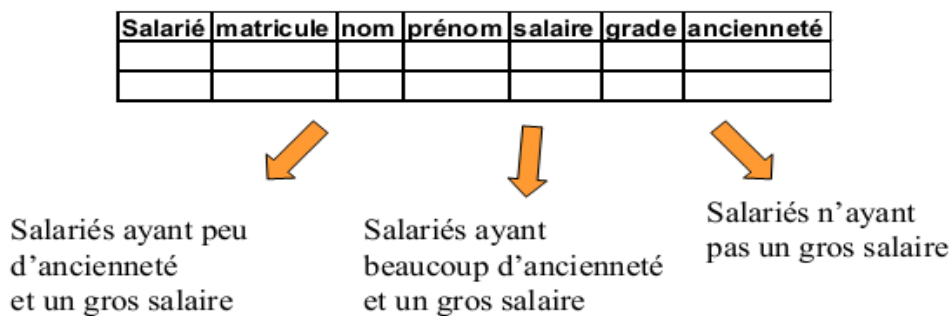 Salarié matricule nom prénom salaire grade ancienneté
Salariés ayant peu
d'ancienneté
et un gros salaire
Salariés ayant
beaucoup d'ancienneté
et un gros salaire
Salariés n'ayant
pas un gros salaire